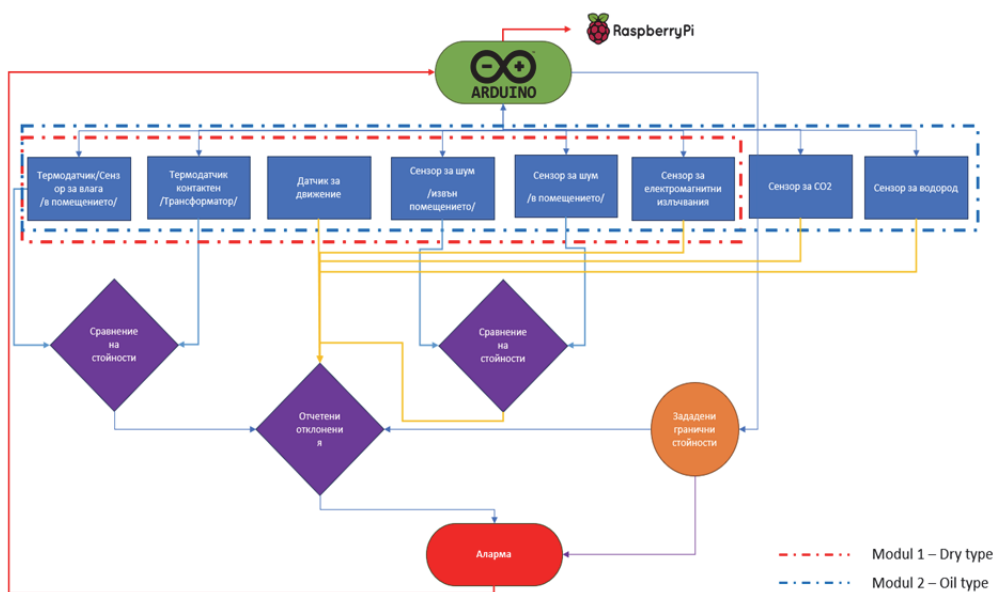 RaspberryPi
ARDUINO
Термодатчик/Сенз
ор за влага
/в помещението/
Термодатчик
контактен
/Трансформатор/
Датчик за
движение
Сензор за шум
/извън
помещението/
Сензор за шум
/в помещението/
Сензор за
електромагнитни
излъчвания
Сензор за CO2
Сензор за водород
Сравнение
на
стойности
Сравнение
на
стойности
Отчетени
отклонени
я
Зададени
гранични
стойности
Аларма
Modul 1 – Dry type
Modul 2 – Oil type